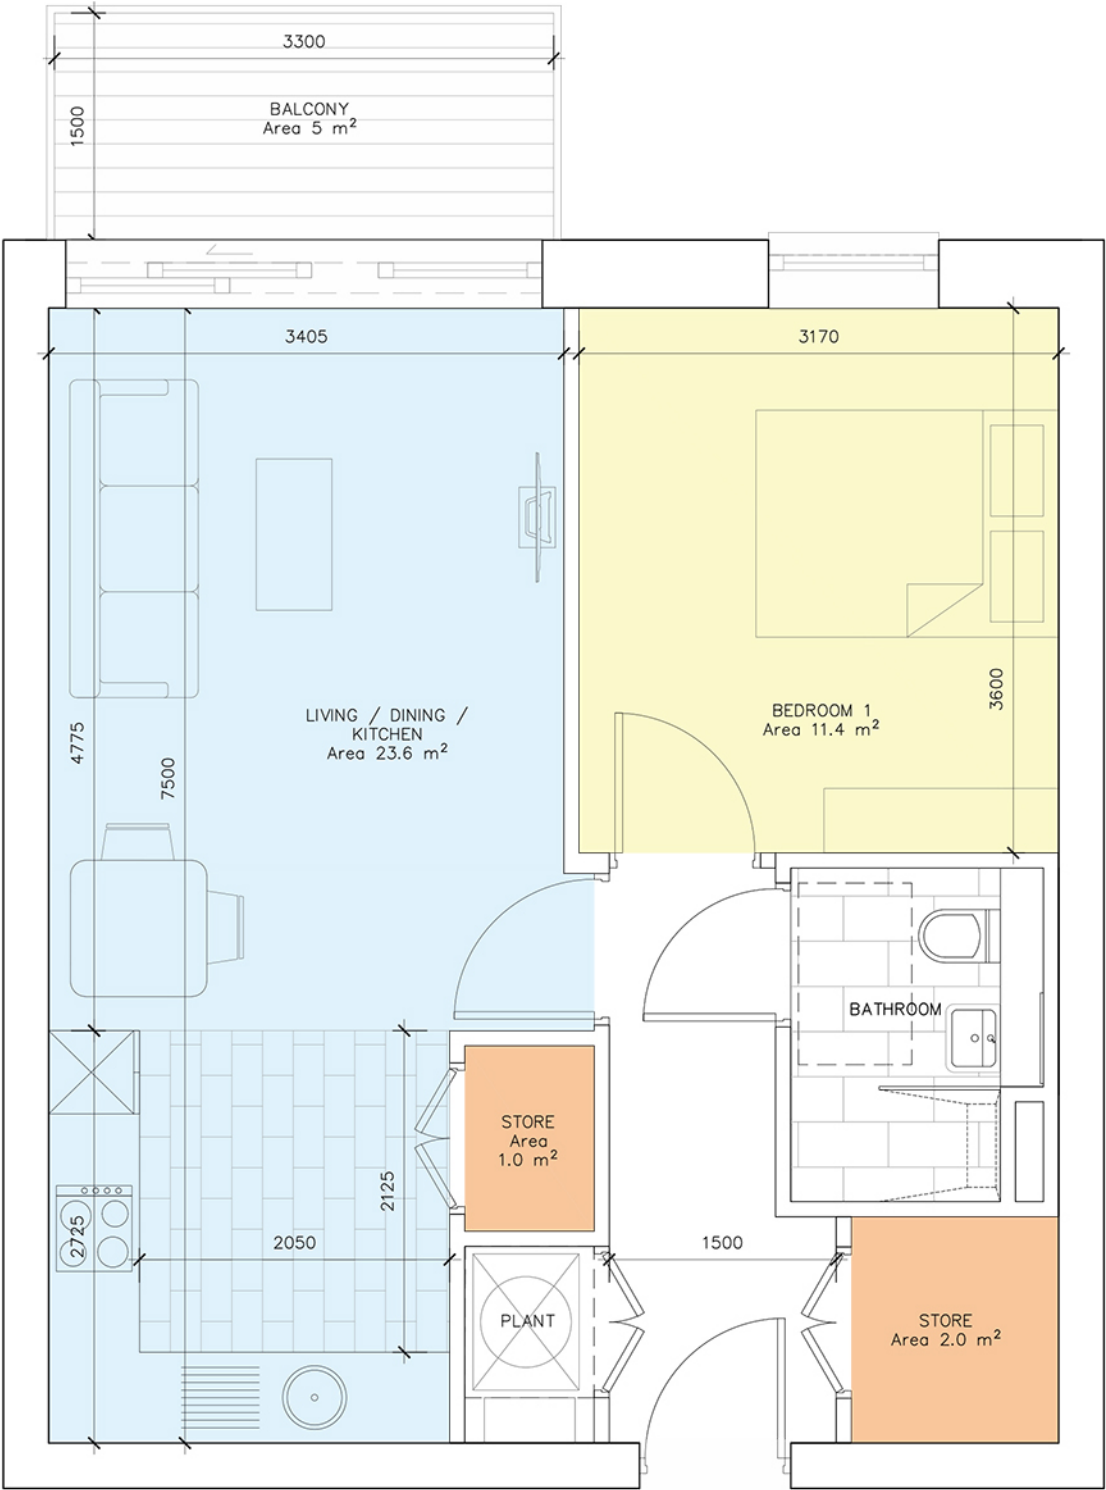 3300
1500
BALCONY
Area 5 m²
3405
3170
4775
7500
LIVING / DINING /
KITCHEN
Area 23.6 m²
BEDROOM 1
Area 11.4 m²
3600
BATHROOM
STORE
Area
1.0 m²
2125
2725
2050
1500
PLANT
STORE
Area 2.0 m²